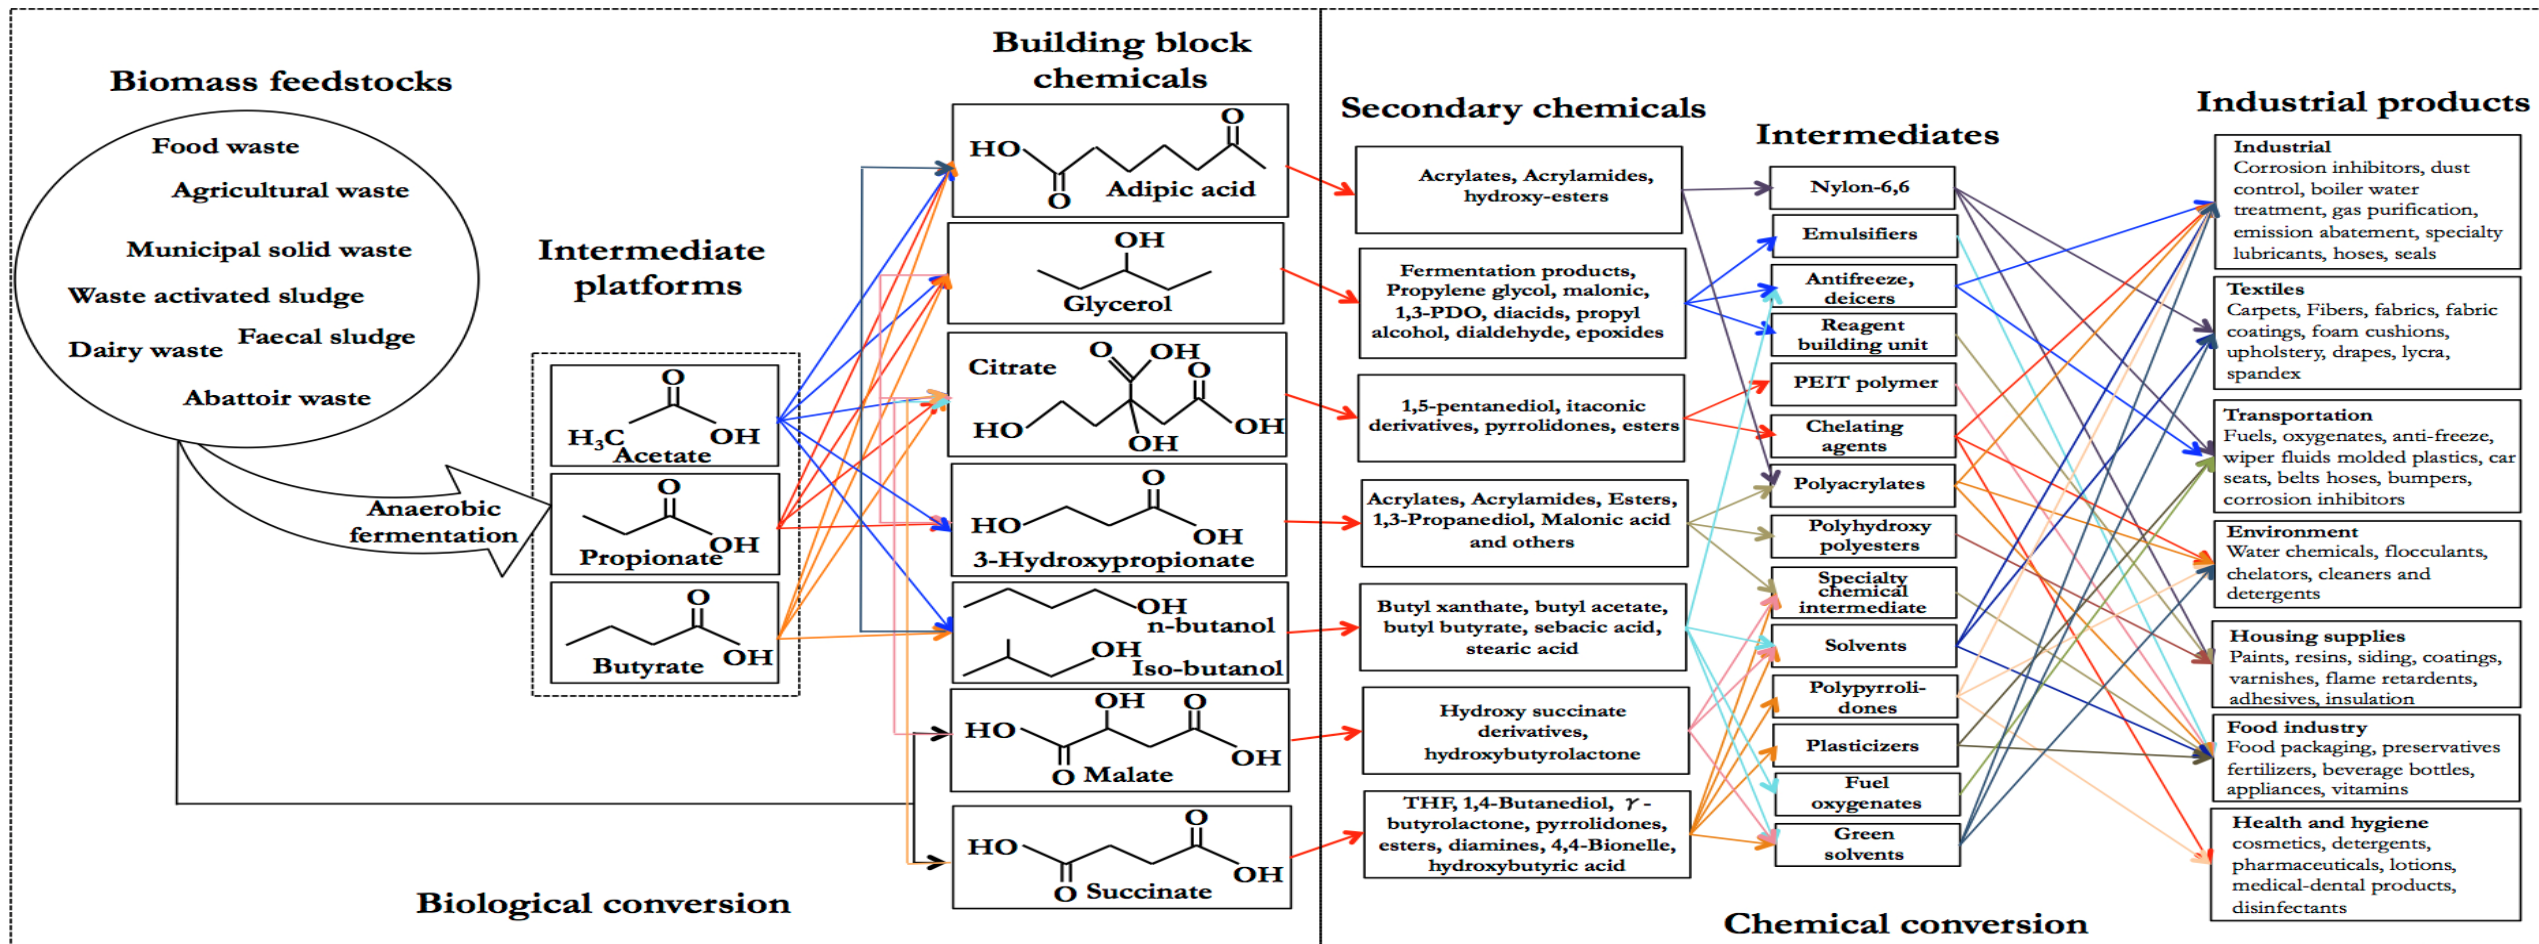 Biomass feedstocks
Food waste
Agricultural waste
Municipal solid waste
Waste activated sludge
Faecal sludge
Dairy waste
Abattoir waste
Anaerobic
fermentation
Intermediate
platforms
O
H₃C
OH
Acetate
O
OH
Propionate
O
OH
Butyrate
Building block
chemicals
O
HO
O
Adipic acid
OH
Glycerol
Citrate
O
OH
O
HO
OH
OH
O
HO
OH
3-Hydroxypropionate
OH
n-butanol
OH
Iso-butanol
OH
O
HO
OH
O
Malate
O
HO
OH
O
Succinate
Biological conversion
Secondary chemicals
Acrylates, Acrylamides,
hydroxy-esters
Fermentation products,
Propylene glycol, malonic,
1,3-PDO, diacids, propyl
alcohol, dialdehyde, epoxides
1,5-pentanediol, itaconic
derivatives, pyrrolidones, esters
Acrylates, Acrylamides, Esters,
1,3-Propanediol, Malonic acid
and others
Butyl xanthate, butyl acetate,
butyl butyrate, sebacic acid,
stearic acid
Hydroxy succinate
derivatives,
hydroxybutyrolactone
THF, 1,4-Butanediol, γ -
butyrolactone, pyrrolidones,
esters, diamines, 4,4-Bionelle,
hydroxybutyric acid
Intermediates
Nylon-6,6
Emulsifiers
Antifreeze,
deicers
Reagent
building unit
PEIT polymer
Chelating
agents
Polyacrylates
Polyhydroxy
polyesters
Specialty
chemical
intermediate
Solvents
Polypyrroli-
dones
Plasticizers
Fuel
oxygenates
Green
solvents
Chemical conversion
Industrial products
Industrial
Corrosion inhibitors, dust
control, boiler water
treatment, gas purification,
emission abatement, specialty
lubricants, hoses, seals
Textiles
Carpets, Fibers, fabrics, fabric
coatings, foam cushions,
upholstery, drapes, lycra,
spandex
Transportation
Fuels, oxygenates, anti-freeze,
wiper fluids molded plastics, car
seats, belts hoses, bumpers,
corrosion inhibitors
Environment
Water chemicals, flocculants,
chelators, cleaners and
detergents
Housing supplies
Paints, resins, siding, coatings,
varnishes, flame retardents,
adhesives, insulation
Food industry
Food packaging, preservatives
fertilizers, beverage bottles,
appliances, vitamins
Health and hygiene
cosmetics, detergents,
pharmaceuticals, lotions,
medical-dental products,
disinfectants